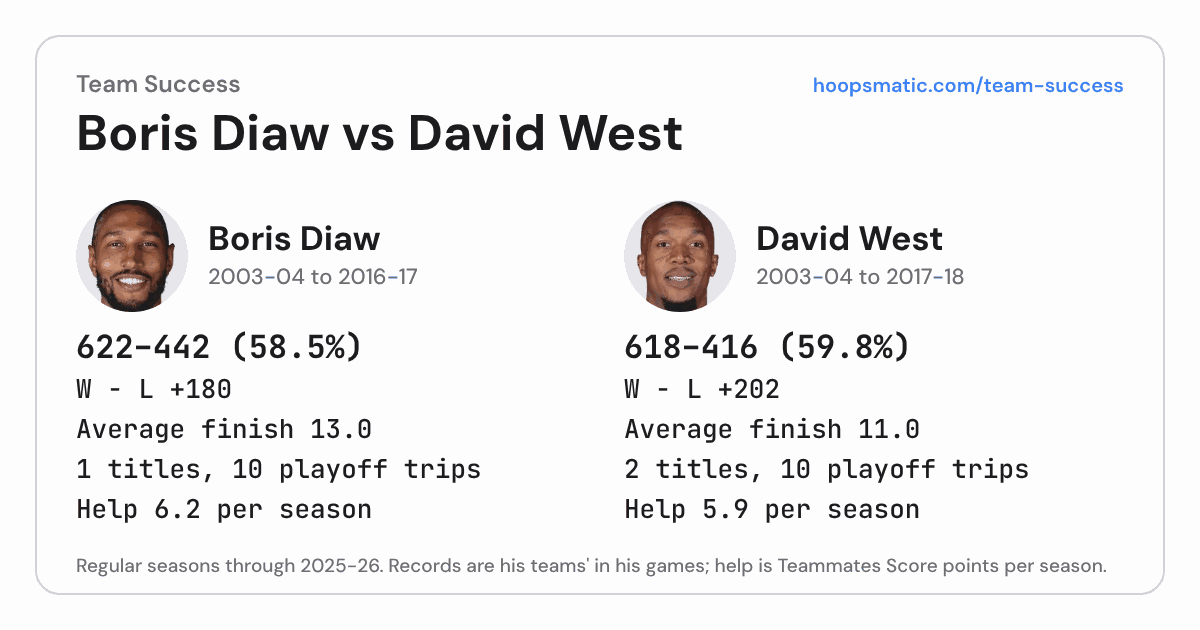 Team Success
hoopsmatic.com/team-success
Boris Diaw vs David West
Boris Diaw
2003-04 to 2016-17
622-442 (58.5%)
W - L +180
Average finish 13.0
1 titles, 10 playoff trips
Help 6.2 per season
David West
2003-04 to 2017-18
618-416 (59.8%)
W - L +202
Average finish 11.0
2 titles, 10 playoff trips
Help 5.9 per season
Regular seasons through 2025-26. Records are his teams' in his games; help is Teammates Score points per season.